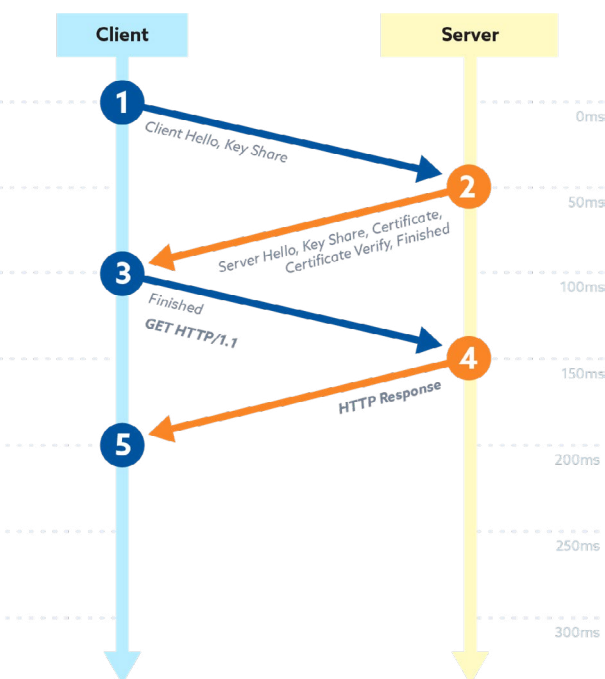 Client
Server
1
0ms
Client Hello, Key Share
2
50ms
Server Hello, Key Share, Certificate,
Certificate Verify, Finished
3
100ms
Finished
GET HTTP/1.1
4
150ms
HTTP Response
5
200ms
250ms
300ms